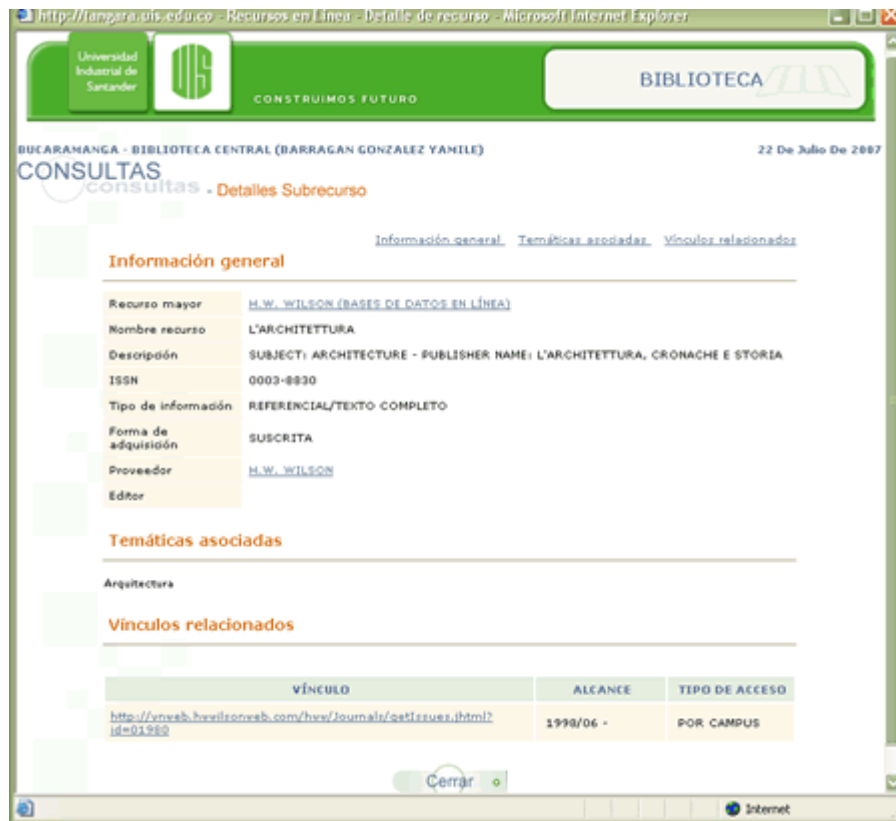 http://tangara.uis.edu.co - Recursos en Línea - Detalle de recurso - Microsoft Internet Explorer
Universidad
Industrial de
Santander
UIS
CONSTRUIMOS FUTURO
BIBLIOTECA
BUCARAMANGA - BIBLIOTECA CENTRAL (BARRAGAN GONZALEZ YAMILE)
22 De Julio De 2007
CONSULTAS
consultas - Detalles Subrecurso
Información general Temáticas asociadas Vínculos relacionados
Información general
Recurso mayor H.W. WILSON (BASES DE DATOS EN LÍNEA)
Nombre recurso L'ARCHITETTURA
Descripción SUBJECT: ARCHITECTURE - PUBLISHER NAME: L'ARCHITETTURA, CRONACHE E STORIA
ISSN 0003-8830
Tipo de información REFERENCIAL/TEXTO COMPLETO
Forma de
adquisición SUSCRITA
Proveedor H.W. WILSON
Editor
Temáticas asociadas
Arquitectura
Vínculos relacionados
VÍNCULO ALCANCE TIPO DE ACCESO
http://vnweb.hwwilsonweb.com/hww/Journals/getIssues.jhtml?
id=01980 1998/06 - POR CAMPUS
Cerrar
Internet